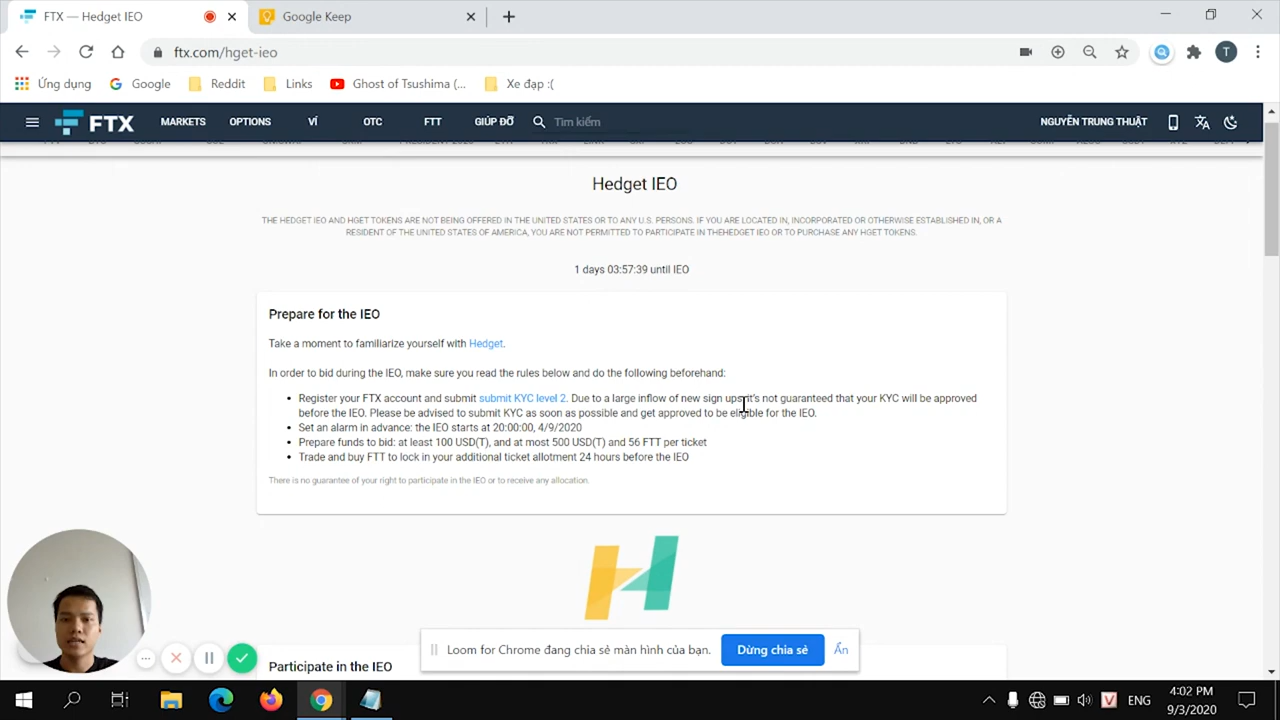 FTX — Hedget IEO
Google Keep
ftx.com/hget-ieo
Ứng dụng Google Reddit Links Ghost of Tsushima (... Xe đạp :(
FTX MARKETS OPTIONS VÍ OTC FTT GIÚP ĐỠ Tìm kiếm NGUYỄN TRUNG THUẬT
Hedget IEO
THE HEDGET IEO AND HGET TOKENS ARE NOT BEING OFFERED IN THE UNITED STATES OR TO ANY U.S. PERSONS. IF YOU ARE LOCATED IN, INCORPORATED OR OTHERWISE ESTABLISHED IN, OR A
RESIDENT OF THE UNITED STATES OF AMERICA, YOU ARE NOT PERMITTED TO PARTICIPATE IN THEHEDGET IEO OR TO PURCHASE ANY HGET TOKENS.
1 days 03:57:39 until IEO
Prepare for the IEO
Take a moment to familiarize yourself with Hedget.
In order to bid during the IEO, make sure you read the rules below and do the following beforehand:
• Register your FTX account and submit submit KYC level 2. Due to a large inflow of new sign ups it's not guaranteed that your KYC will be approved
before the IEO. Please be advised to submit KYC as soon as possible and get approved to be eligible for the IEO.
• Set an alarm in advance: the IEO starts at 20:00:00, 4/9/2020
• Prepare funds to bid: at least 100 USD(T), and at most 500 USD(T) and 56 FTT per ticket
• Trade and buy FTT to lock in your additional ticket allotment 24 hours before the IEO
There is no guarantee of your right to participate in the IEO or to receive any allocation.
Loom for Chrome đang chia sẻ màn hình của bạn. Dừng chia sẻ Ẩn
Participate in the IEO
ENG
4:02 PM
9/3/2020